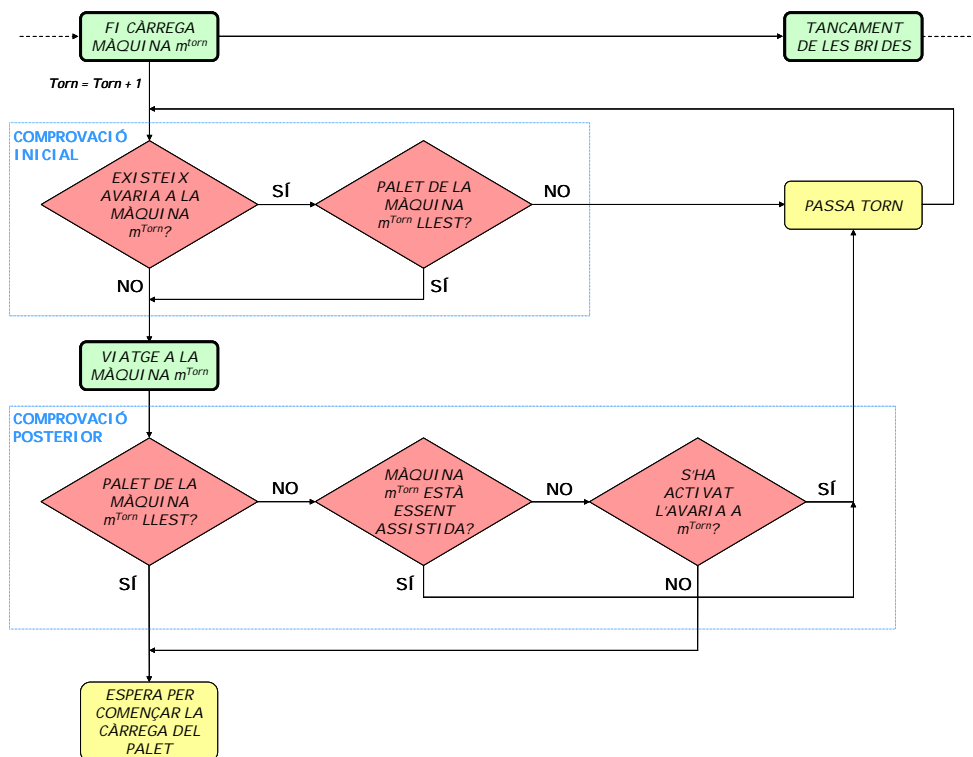 FI CÀRREGA
MÀQUINA m^torn
TANCAMENT
DE LES BRIDES
Torn = Torn + 1
COMPROVACIÓ
INICIAL
EXISTEIX
AVARIA A LA
MÀQUINA
m^Torn?
SÍ
PALET DE LA
MÀQUINA
m^Torn LLEST?
NO
PASSA TORN
NO
SÍ
VIATGE A LA
MÀQUINA m^Torn
COMPROVACIÓ
POSTERIOR
PALET DE LA
MÀQUINA
m^Torn LLEST?
NO
MÀQUINA
m^Torn ESTÀ
ESSENT
ASSISTIDA?
NO
S'HA
ACTIVAT
L'AVARIA A
m^Torn?
SÍ
SÍ
SÍ
NO
ESPERA PER
COMENÇAR LA
CÀRREGA DEL
PALET